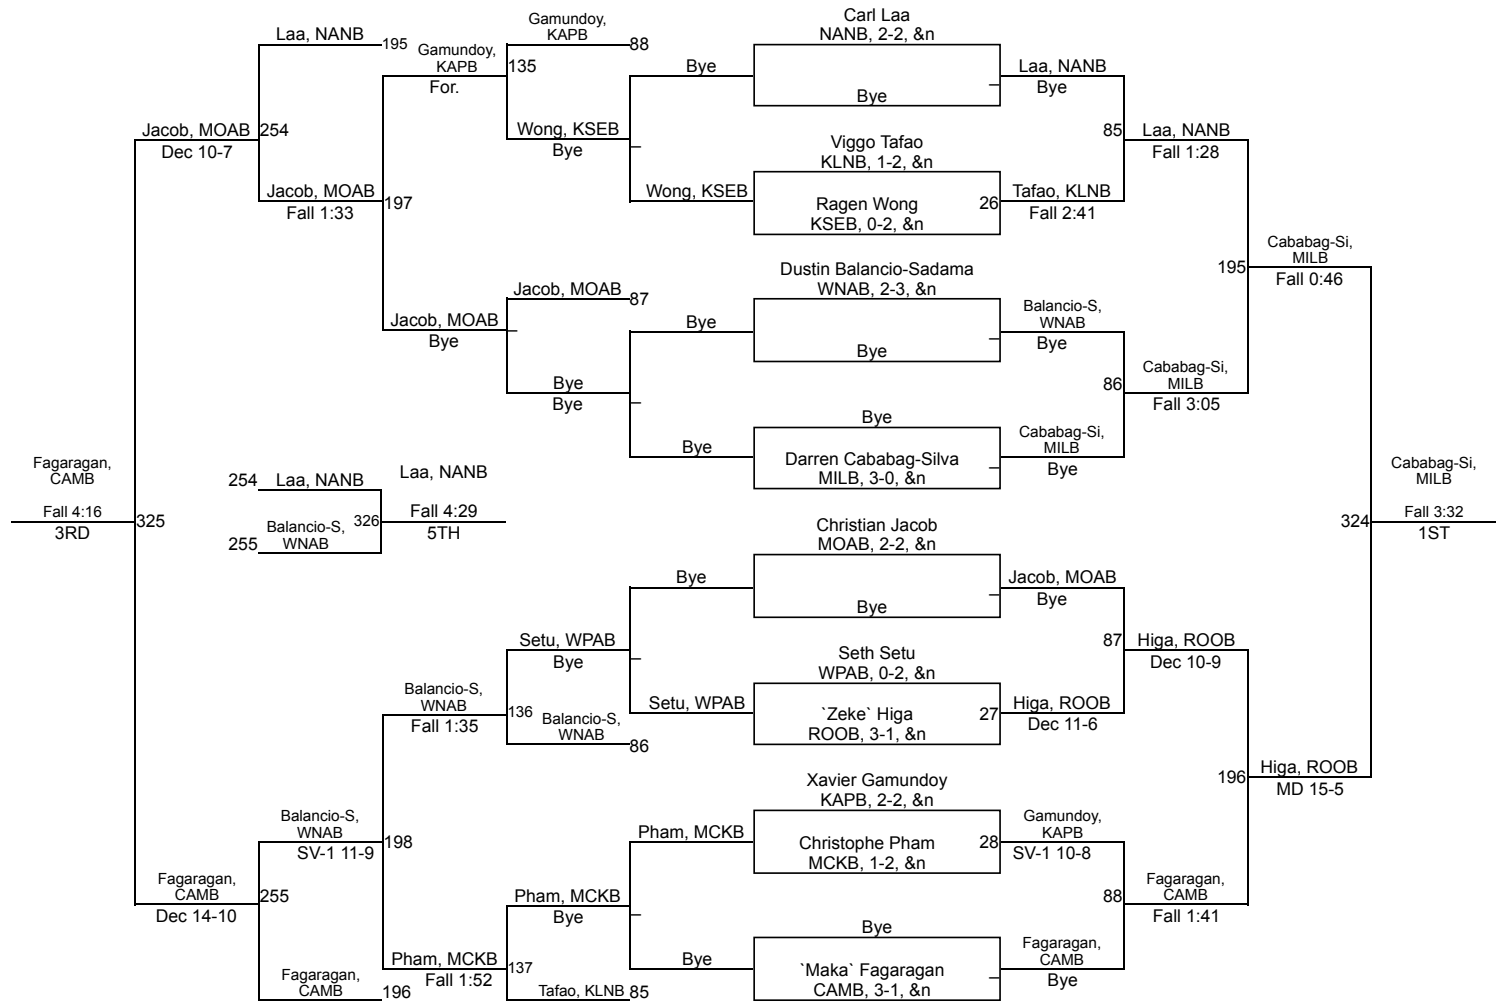 Carl Laa
NANB, 2-2, &n
Gamundoy,
KAPB
88
Laa, NANB
195
Gamundoy,
KAPB
135
For.
Bye
Bye
Laa, NANB
Bye
Jacob, MOAB
254
Dec 10-7
Wong, KSEB
Bye
Viggo Tafao
KLNB, 1-2, &n
85
Laa, NANB
Fall 1:28
Jacob, MOAB
197
Fall 1:33
Wong, KSEB
Ragen Wong
KSEB, 0-2, &n
26
Tafao, KLNB
Fall 2:41
Cababag-Si,
MILB
195
Fall 0:46
Dustin Balancio-Sadama
WNAB, 2-3, &n
Jacob, MOAB
87
Jacob, MOAB
Bye
Bye
Bye
Balancio-S,
WNAB
Bye
Bye
Bye
86
Cababag-Si,
MILB
Fall 3:05
Bye
Bye
Darren Cababag-Silva
MILB, 3-0, &n
Cababag-Si,
MILB
Bye
Fagaragan,
CAMB
Fall 4:16
3RD
325
254
Laa, NANB
255
Balancio-S,
WNAB
326
Laa, NANB
Fall 4:29
5TH
324
Cababag-Si,
MILB
Fall 3:32
1ST
Christian Jacob
MOAB, 2-2, &n
Bye
Bye
Jacob, MOAB
Bye
Setu, WPAB
Bye
Seth Setu
WPAB, 0-2, &n
87
Higa, ROOB
Dec 10-9
Balancio-S,
WNAB
Fall 1:35
136
Balancio-S,
WNAB
86
Setu, WPAB
`Zeke` Higa
ROOB, 3-1, &n
27
Higa, ROOB
Dec 11-6
196
Higa, ROOB
MD 15-5
Xavier Gamundoy
KAPB, 2-2, &n
Balancio-S,
WNAB
198
SV-1 11-9
Pham, MCKB
Christophe Pham
MCKB, 1-2, &n
28
Gamundoy,
KAPB
SV-1 10-8
Fagaragan,
CAMB
255
Dec 14-10
Pham, MCKB
Bye
88
Fagaragan,
CAMB
Fall 1:41
Bye
Bye
`Maka` Fagaragan
CAMB, 3-1, &n
Fagaragan,
CAMB
Bye
Pham, MCKB
137
Fall 1:52
Fagaragan,
CAMB
196
Tafao, KLNB
85